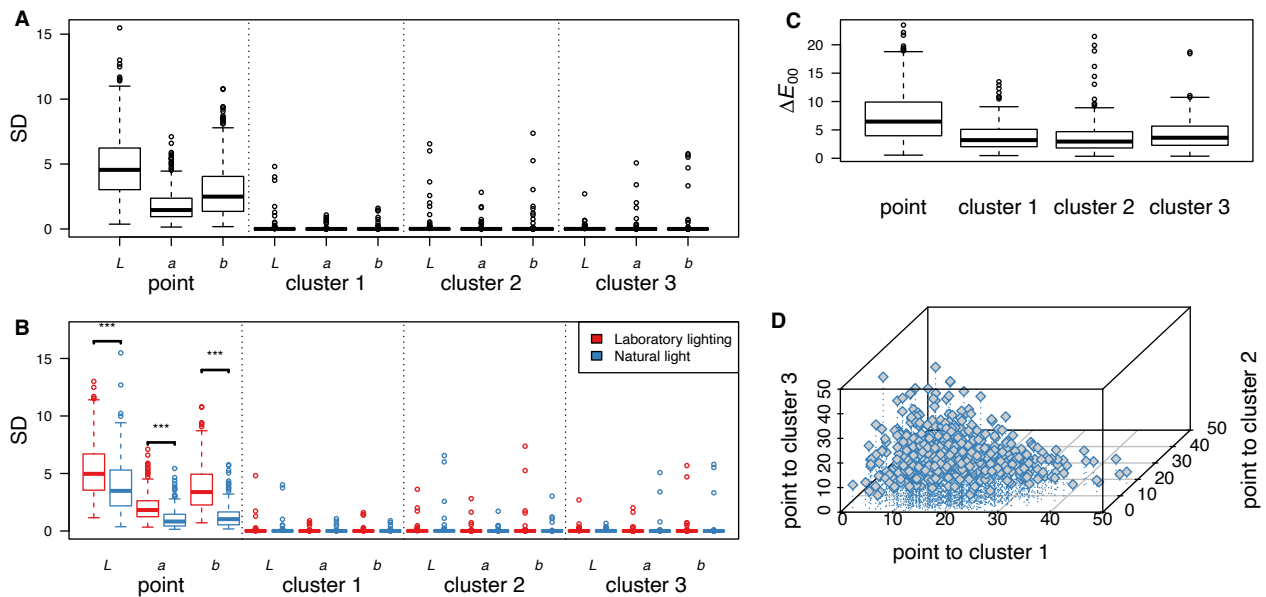 A
SD
15
10
5
0
L a b L a b L a b L a b
point cluster 1 cluster 2 cluster 3
B
SD
15
10
5
0
*** *** ***
Laboratory lighting
Natural light
L a b L a b L a b L a b
point cluster 1 cluster 2 cluster 3
C
ΔE00
20
15
10
5
0
point cluster 1 cluster 2 cluster 3
D
point to cluster 3
50
40
30
20
10
0
0 10 20 30 40 50
point to cluster 1
0
10
20
30
40
50
point to cluster 2